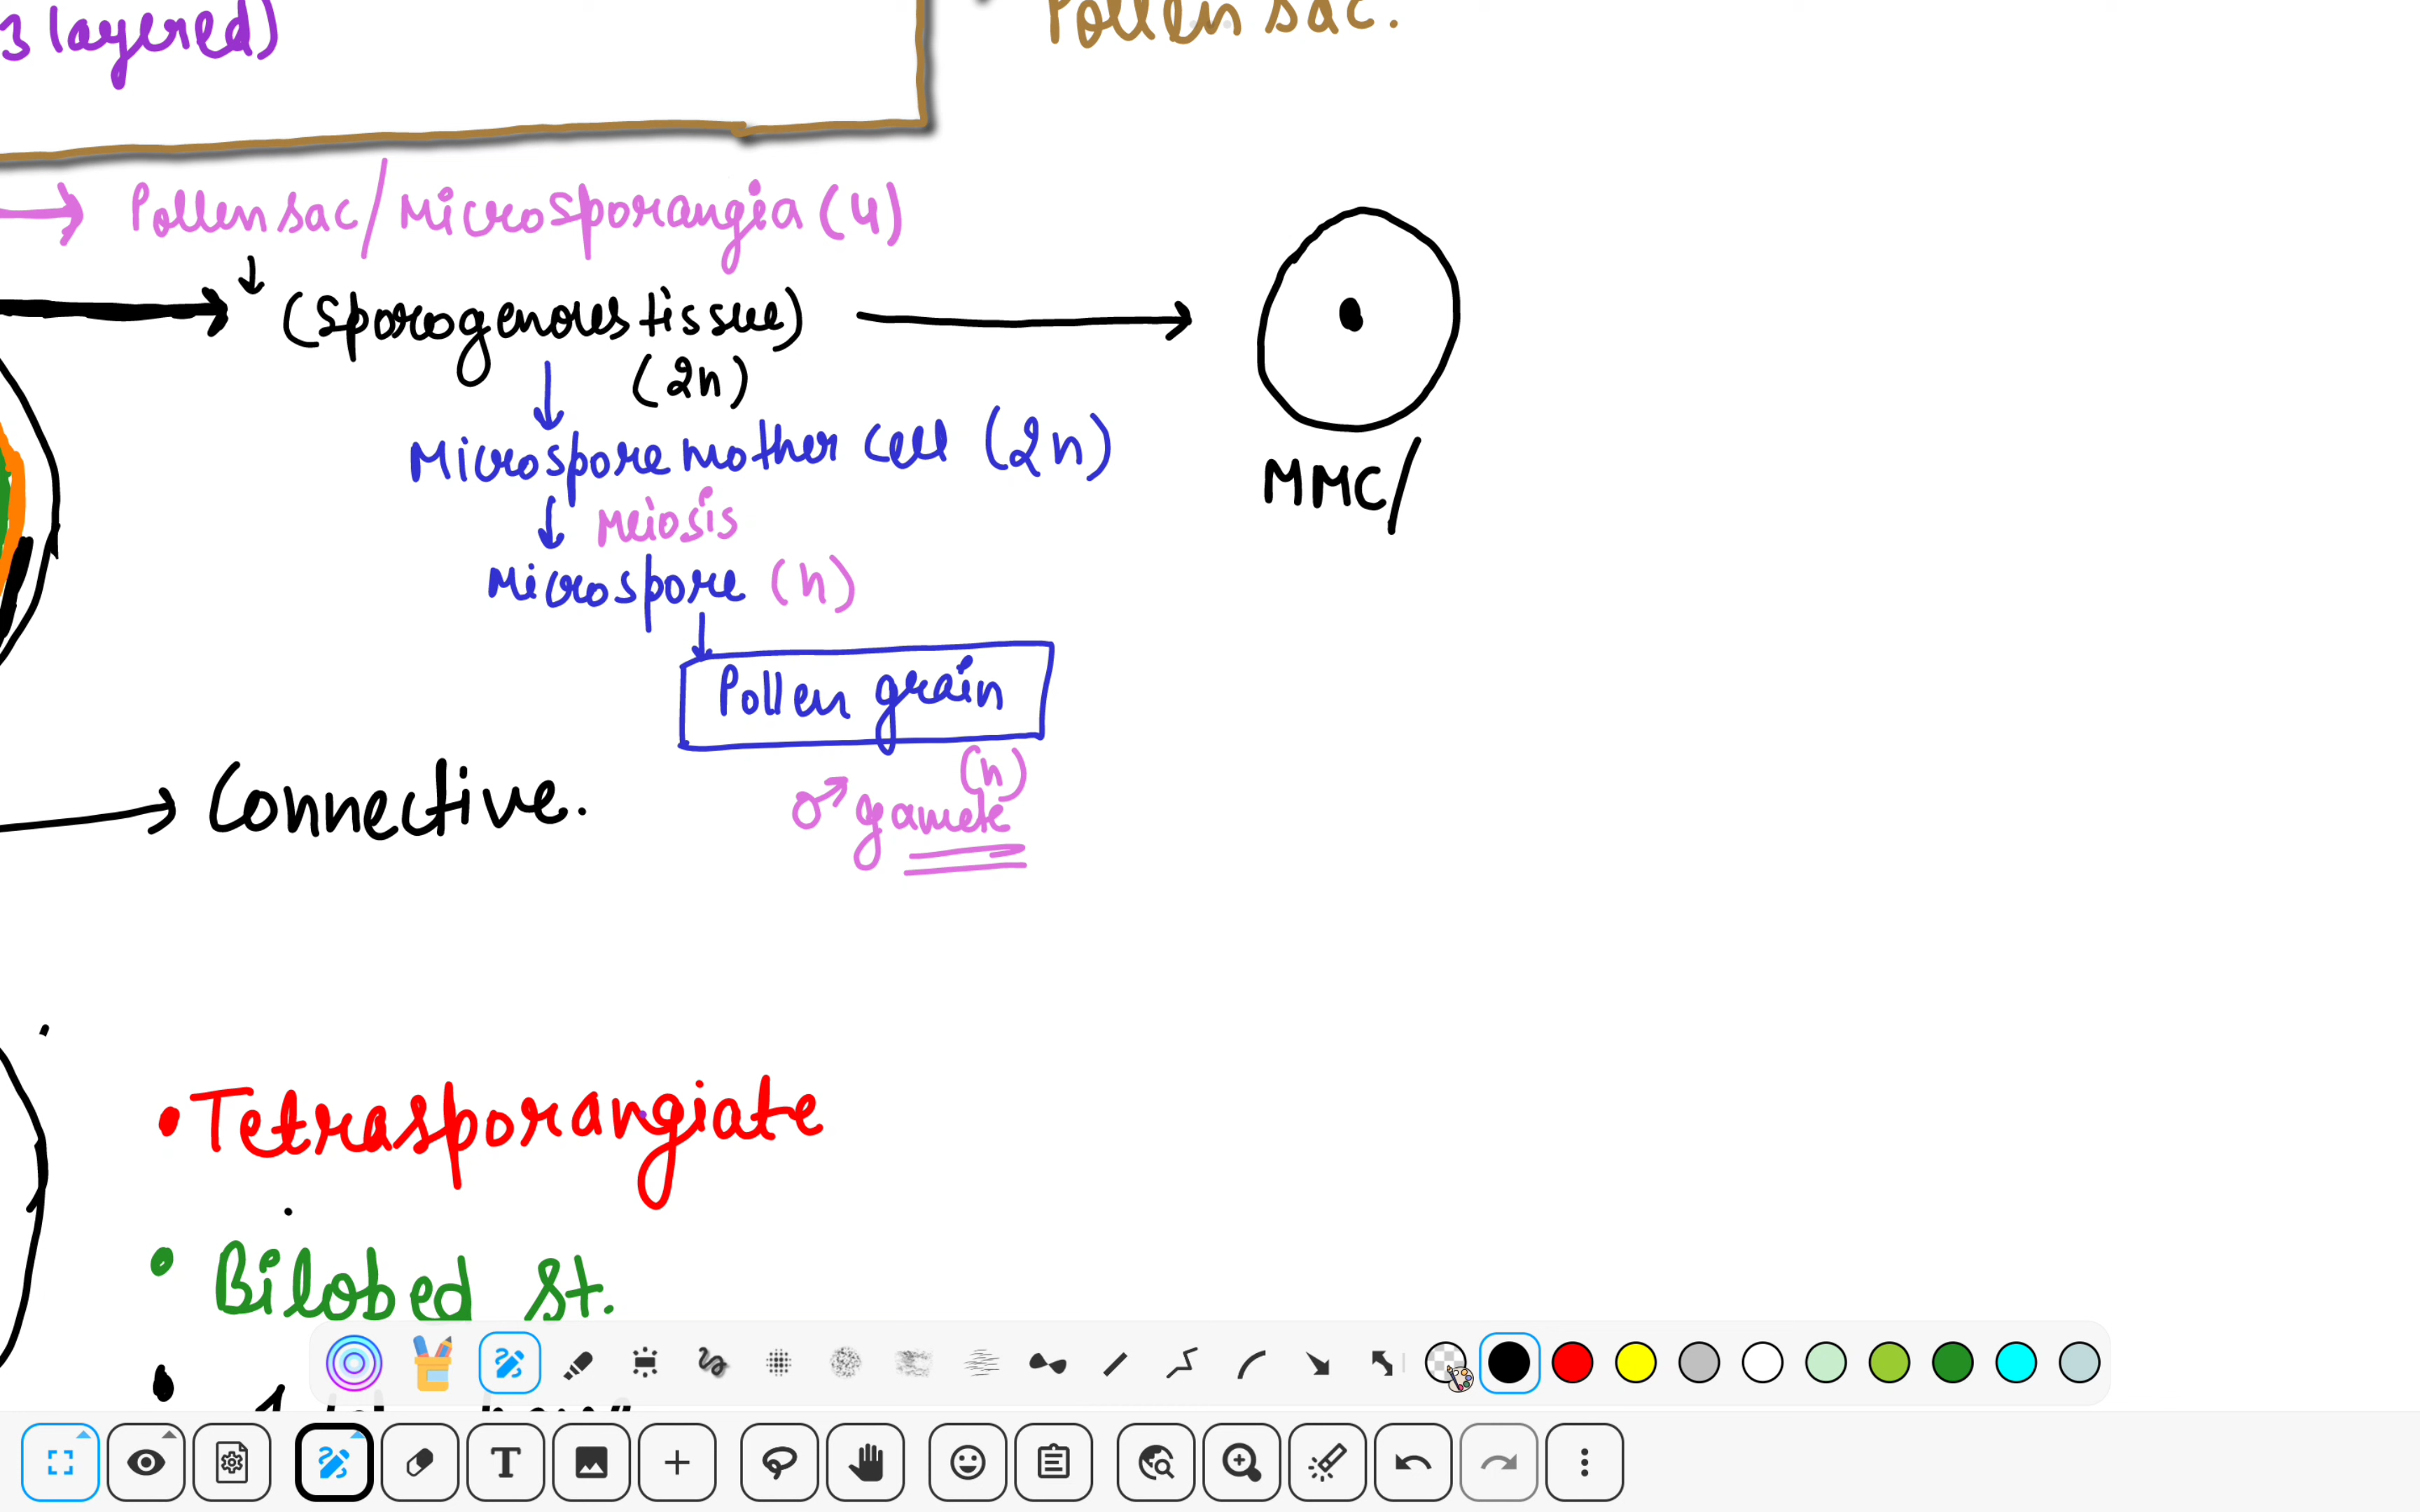 3 layered)
Pollen sac.
→ Pollen sac/Microsporangia (4)
↓
→ (Sporogenous tissue) →
(2n)
↓
Microspore mother cell (2n)
↓ Meiosis
Microspore (n)
↓
Pollen grain
(n)
♂ gamete
MMC/
→ Connective.
• Tetrasporangiate
• Bilobed st.